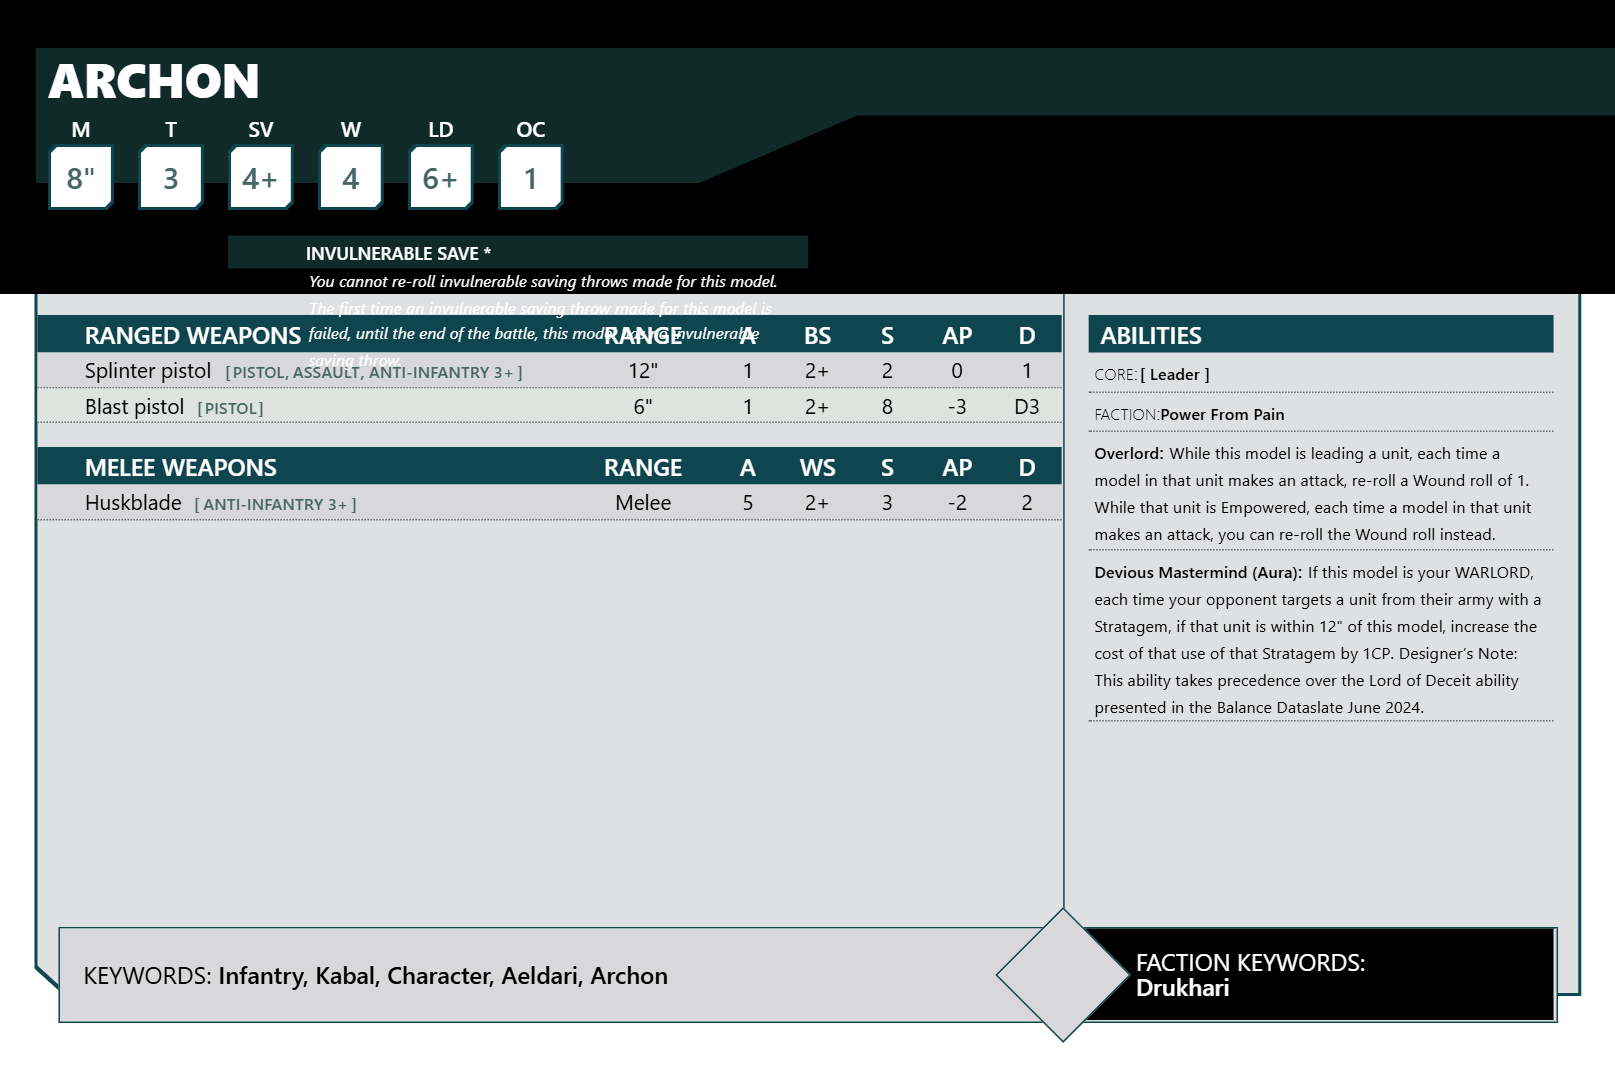 ARCHON
M T SV W LD OC
8" 3 4+ 4 6+ 1
INVULNERABLE SAVE *
You cannot re-roll invulnerable saving throws made for this model.
The first time an invulnerable saving throw made for this model is
failed, until the end of the battle, this model has no invulnerable
saving throw.
RANGED WEAPONS RANGE A BS S AP D
Splinter pistol [ PISTOL, ASSAULT, ANTI-INFANTRY 3+ ] 12" 1 2+ 2 0 1
Blast pistol [ PISTOL ] 6" 1 2+ 8 -3 D3
MELEE WEAPONS RANGE A WS S AP D
Huskblade [ ANTI-INFANTRY 3+ ] Melee 5 2+ 3 -2 2
ABILITIES
CORE: [ Leader ]
FACTION: Power From Pain
Overlord: While this model is leading a unit, each time a
model in that unit makes an attack, re-roll a Wound roll of 1.
While that unit is Empowered, each time a model in that unit
makes an attack, you can re-roll the Wound roll instead.
Devious Mastermind (Aura): If this model is your WARLORD,
each time your opponent targets a unit from their army with a
Stratagem, if that unit is within 12" of this model, increase the
cost of that use of that Stratagem by 1CP. Designer’s Note:
This ability takes precedence over the Lord of Deceit ability
presented in the Balance Dataslate June 2024.
KEYWORDS: Infantry, Kabal, Character, Aeldari, Archon
FACTION KEYWORDS:
Drukhari